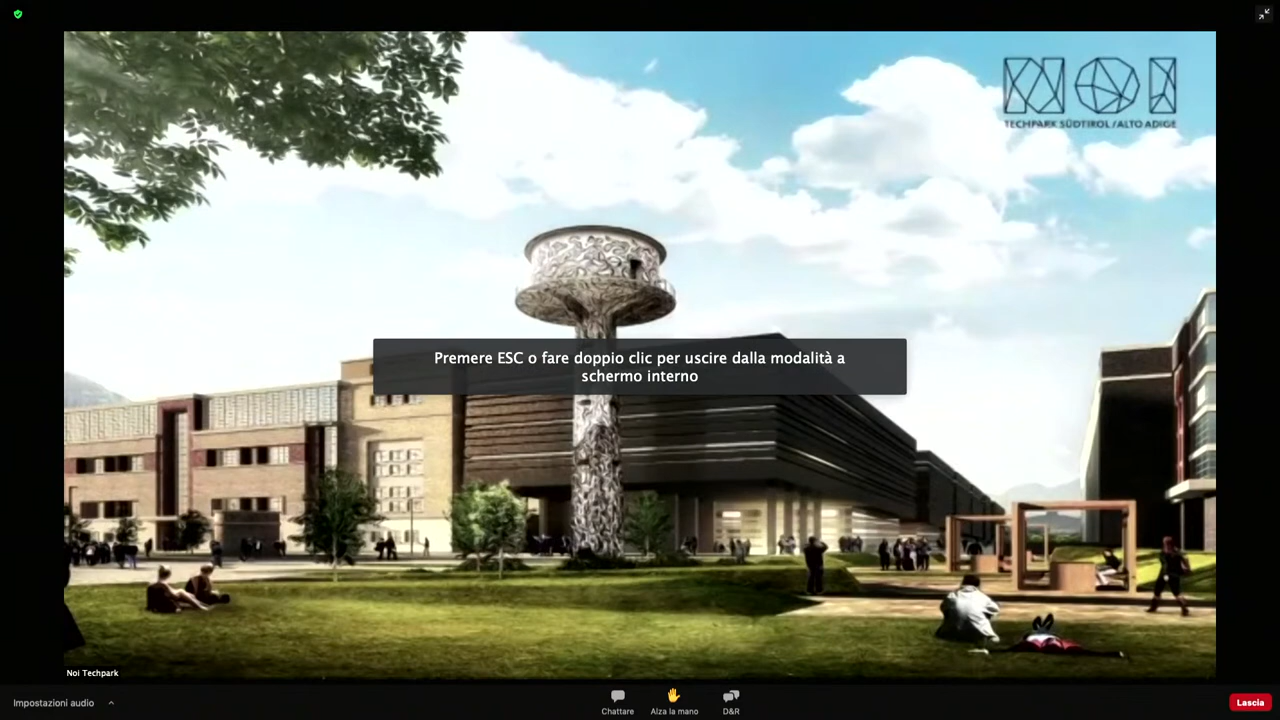 NOI
TECHPARK SÜDTIROL / ALTO ADIGE
Premere ESC o fare doppio clic per uscire dalla modalità a
schermo interno
Noi Techpark
Impostazioni audio
Chattare
Alza la mano
D&R
Lascia